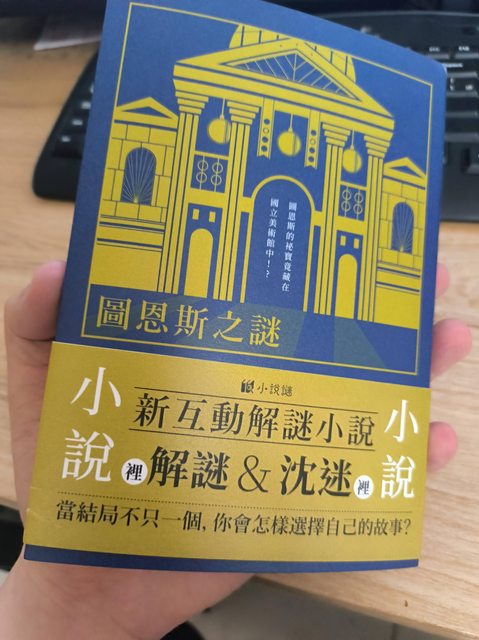 圖恩斯的祕寶竟藏在
國立美術館中！？
圖恩斯之謎
小說謎
新互動解謎小說
小說裡解謎&沈迷小說裡
當結局不只一個，你會怎樣選擇自己的故事？